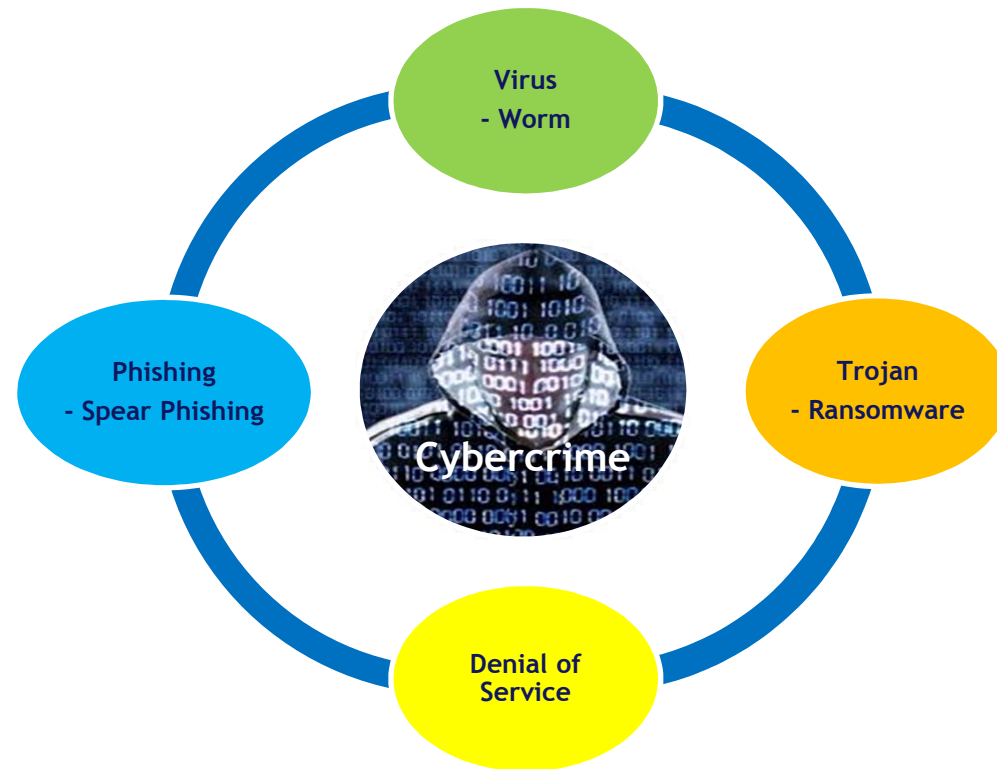 Virus
- Worm
Phishing
- Spear Phishing
Cybercrime
Trojan
- Ransomware
Denial of
Service